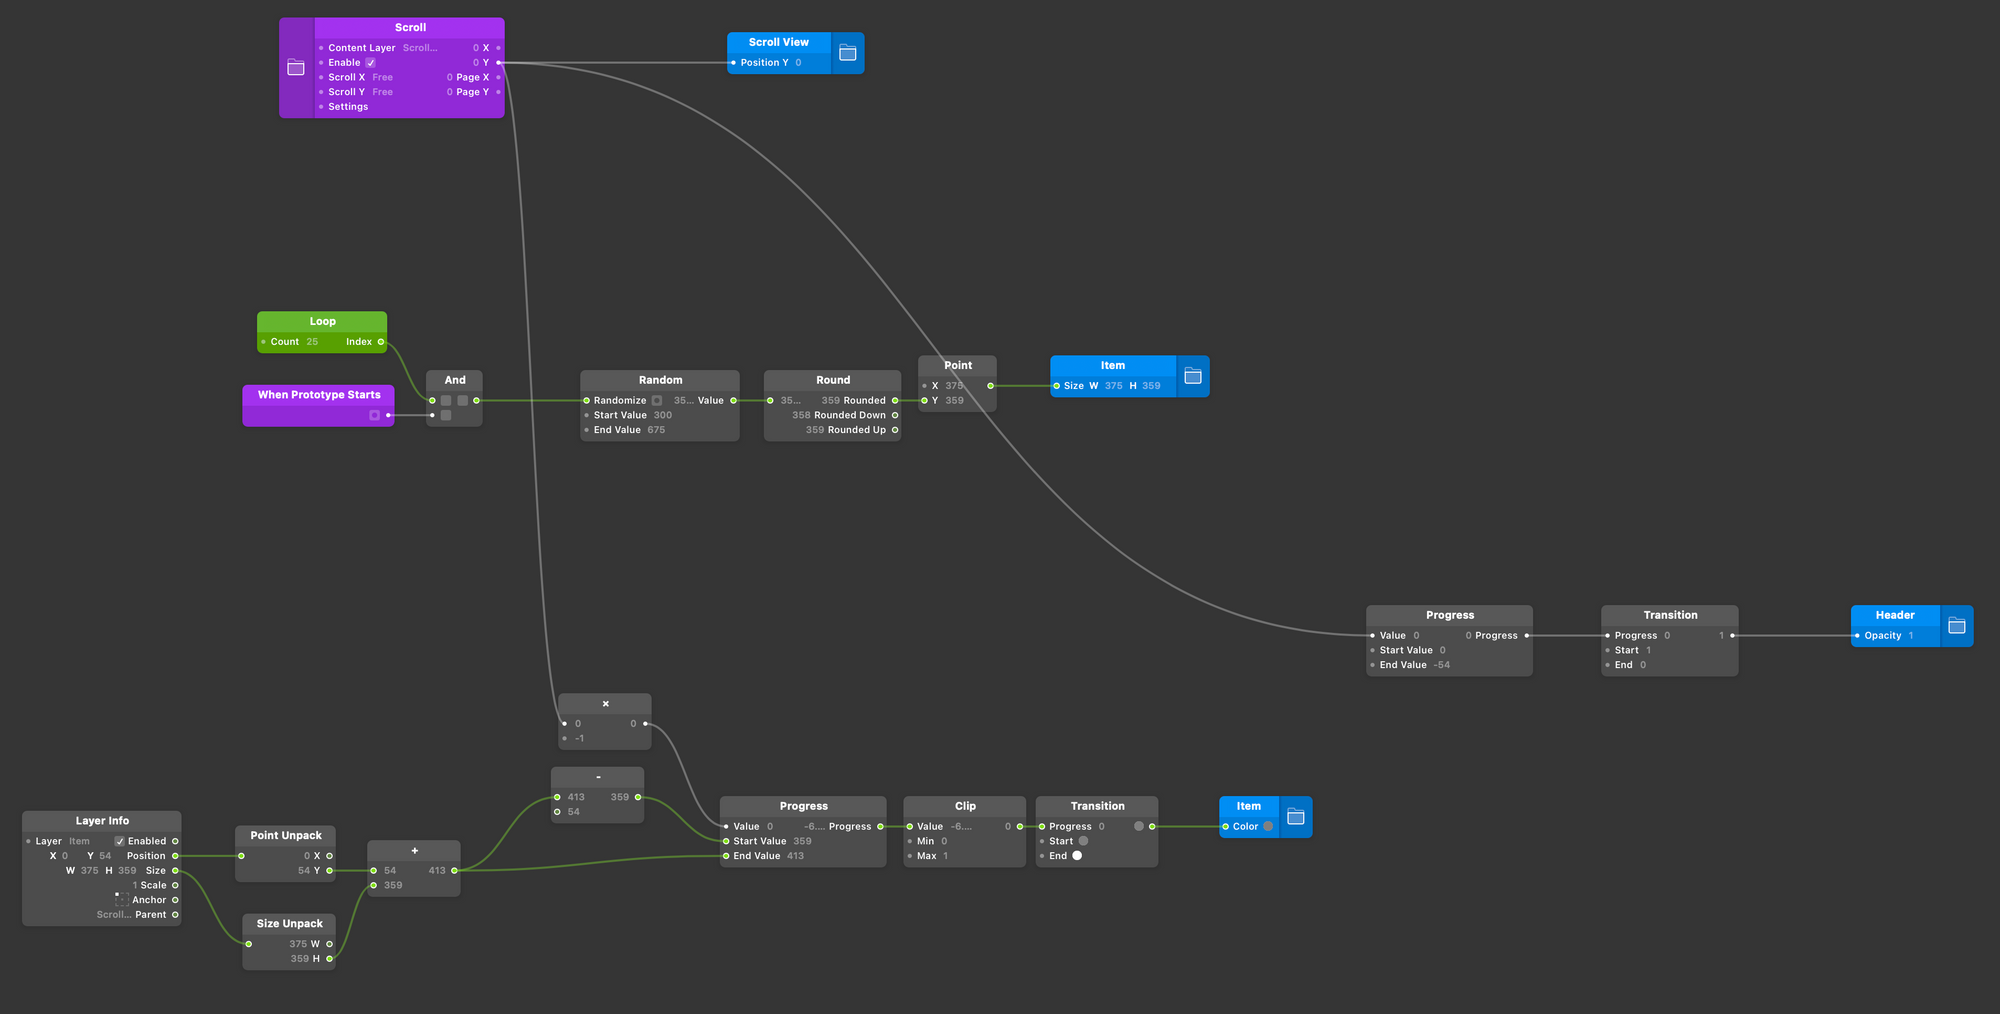 Scroll
Content Layer Scroll... 0 X
Enable 0 Y
Scroll X Free 0 Page X
Scroll Y Free 0 Page Y
Settings
Scroll View
Position Y 0
Loop
Count 25 Index
When Prototype Starts
And
Random
Randomize 35... Value
Start Value 300
End Value 675
Round
35... 359 Rounded
358 Rounded Down
359 Rounded Up
Point
X 375
Y 359
Item
Size W 375 H 359
Progress
Value 0 0 Progress
Start Value 0
End Value -54
Transition
Progress 0 1
Start 1
End 0
Header
Opacity 1
×
0 0
-1
-
413 359
54
Layer Info
Layer Item Enabled
X 0 Y 54 Position
W 375 H 359 Size
1 Scale
Anchor
Scroll... Parent
Point Unpack
0 X
54 Y
Size Unpack
375 W
359 H
+
54 413
359
Progress
Value 0 -6.... Progress
Start Value 359
End Value 413
Clip
Value -6.... 0
Min 0
Max 1
Transition
Progress 0
Start
End
Item
Color